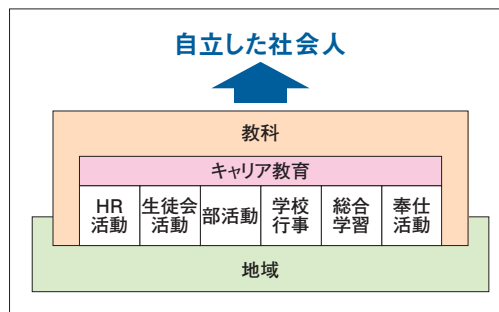 自立した社会人
教科
キャリア教育
HR
活動
生徒会
活動
部活動
学校
行事
総合
学習
奉仕
活動
地域